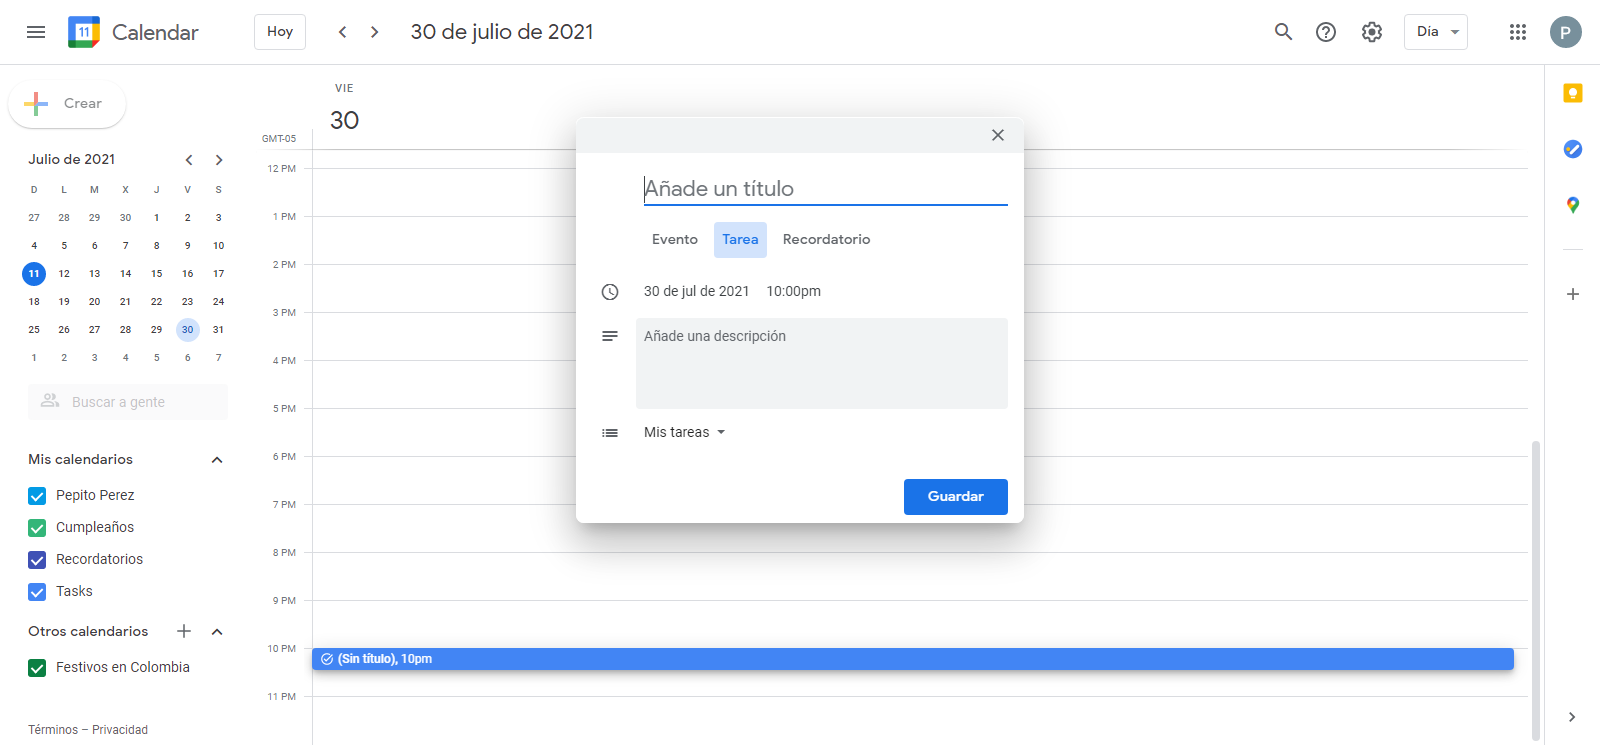 11 Calendar Hoy 30 de julio de 2021 Día P
Crear
VIE
30
GMT-05
Julio de 2021
D L M X J V S
27 28 29 30 1 2 3
4 5 6 7 8 9 10
11 12 13 14 15 16 17
18 19 20 21 22 23 24
25 26 27 28 29 30 31
1 2 3 4 5 6 7
Buscar a gente
Mis calendarios
Pepito Perez
Cumpleaños
Recordatorios
Tasks
Otros calendarios
Festivos en Colombia
Términos – Privacidad
12 PM
1 PM
2 PM
3 PM
4 PM
5 PM
6 PM
7 PM
8 PM
9 PM
10 PM
11 PM
Añade un título
Evento Tarea Recordatorio
30 de jul de 2021 10:00pm
Añade una descripción
Mis tareas
Guardar
(Sin título), 10pm